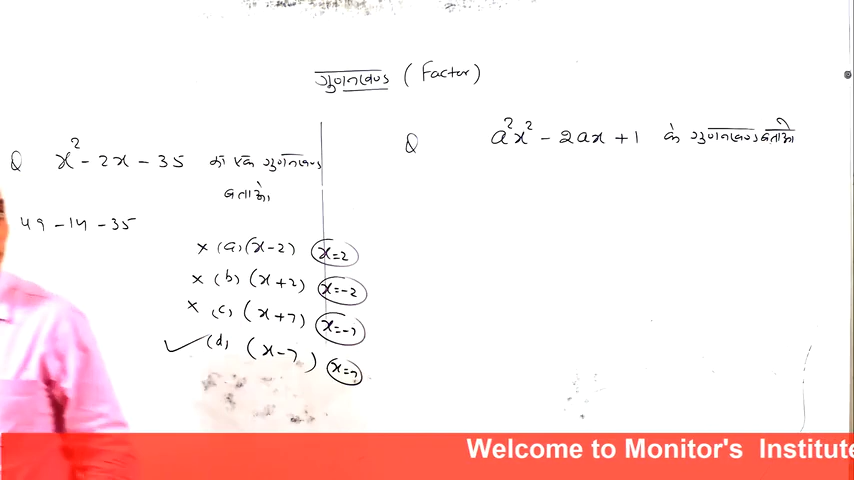 गुणनखण्ड (Factor)
Q x² - 2x - 35 का एक गुणनखण्ड
बताओ
49 - 14 - 35
× (a) (x-2) x=2
× (b) (x+2) x=-2
× (c) (x+7) x=-7
✓ (d) (x-7) x=7
Q a²x² - 2ax + 1 के गुणनखण्ड बताओ
Welcome to Monitor's Institute